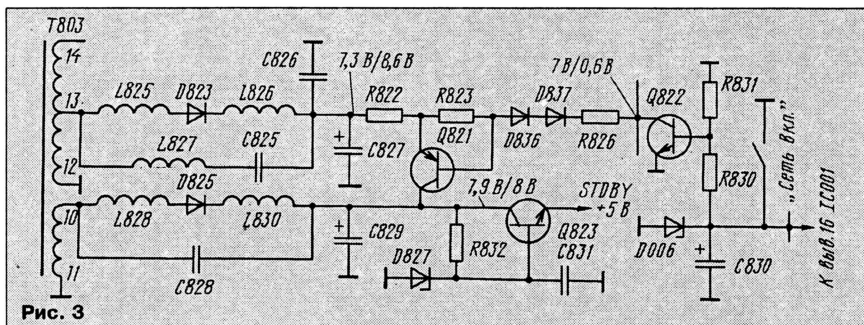 T803
14
13
12
10
11
L825
D823
L826
L827
C825
D825
L828
L830
C828
C826
7,3 В/8,6 В
R822
R823
Q821
C827
+
7,9 В/8 В
C829
+
D827
R832
Q823
C831
STDBY
+5 В
D836
D837
R826
7 В/0,6 В
Q822
R831
R830
D006
C830
+
„Сеть вкл.”
К выв.16 IC001
Рис. 3